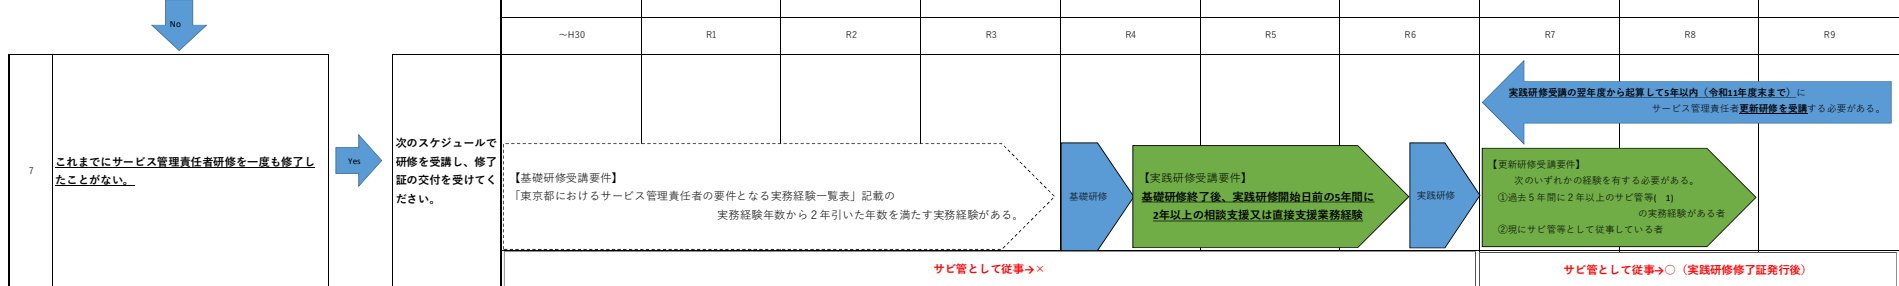 No
～H30 R1 R2 R3 R4 R5 R6 R7 R8 R9
7
これまでにサービス管理責任者研修を一度も修了し
たことがない。
Yes
次のスケジュールで
研修を受講し、修了
証の交付を受けてく
ださい。
【基礎研修受講要件】
「東京都におけるサービス管理責任者の要件となる実務経験一覧表」記載の
実務経験年数から２年引いた年数を満たす実務経験がある。
基礎研修
【実践研修受講要件】
基礎研修終了後、実践研修開始日前の5年間に
2年以上の相談支援又は直接支援業務経験
実践研修
実践研修受講の翌年度から起算して5年以内（令和11年度末まで）に
サービス管理責任者更新研修を受講する必要がある。
【更新研修受講要件】
次のいずれかの経験を有する必要がある。
①過去５年間に２年以上のサビ管等(　1)
の実務経験がある者
②現にサビ管等として従事している者
サビ管として従事→×
サビ管として従事→○（実践研修修了証発行後）